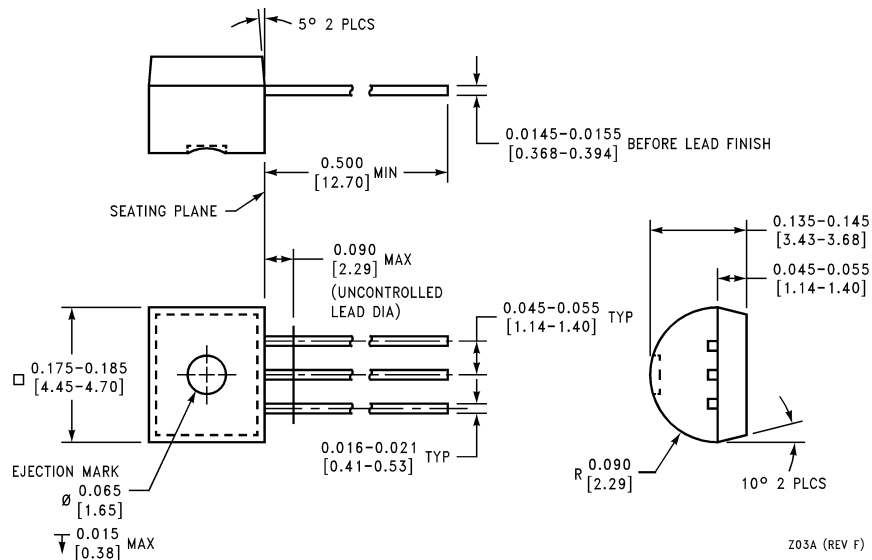 5° 2 PLCS
0.0145–0.0155
[0.368–0.394]
BEFORE LEAD FINISH
0.500
[12.70]
MIN
SEATING PLANE
0.135–0.145
[3.43–3.68]
0.090
[2.29]
MAX
(UNCONTROLLED
LEAD DIA)
0.045–0.055
[1.14–1.40]
0.045–0.055
[1.14–1.40]
TYP
0.175–0.185
[4.45–4.70]
0.016–0.021
[0.41–0.53]
TYP
EJECTION MARK
Ø 0.065
[1.65]
R 0.090
[2.29]
10° 2 PLCS
0.015
[0.38]
MAX
Z03A (REV F)